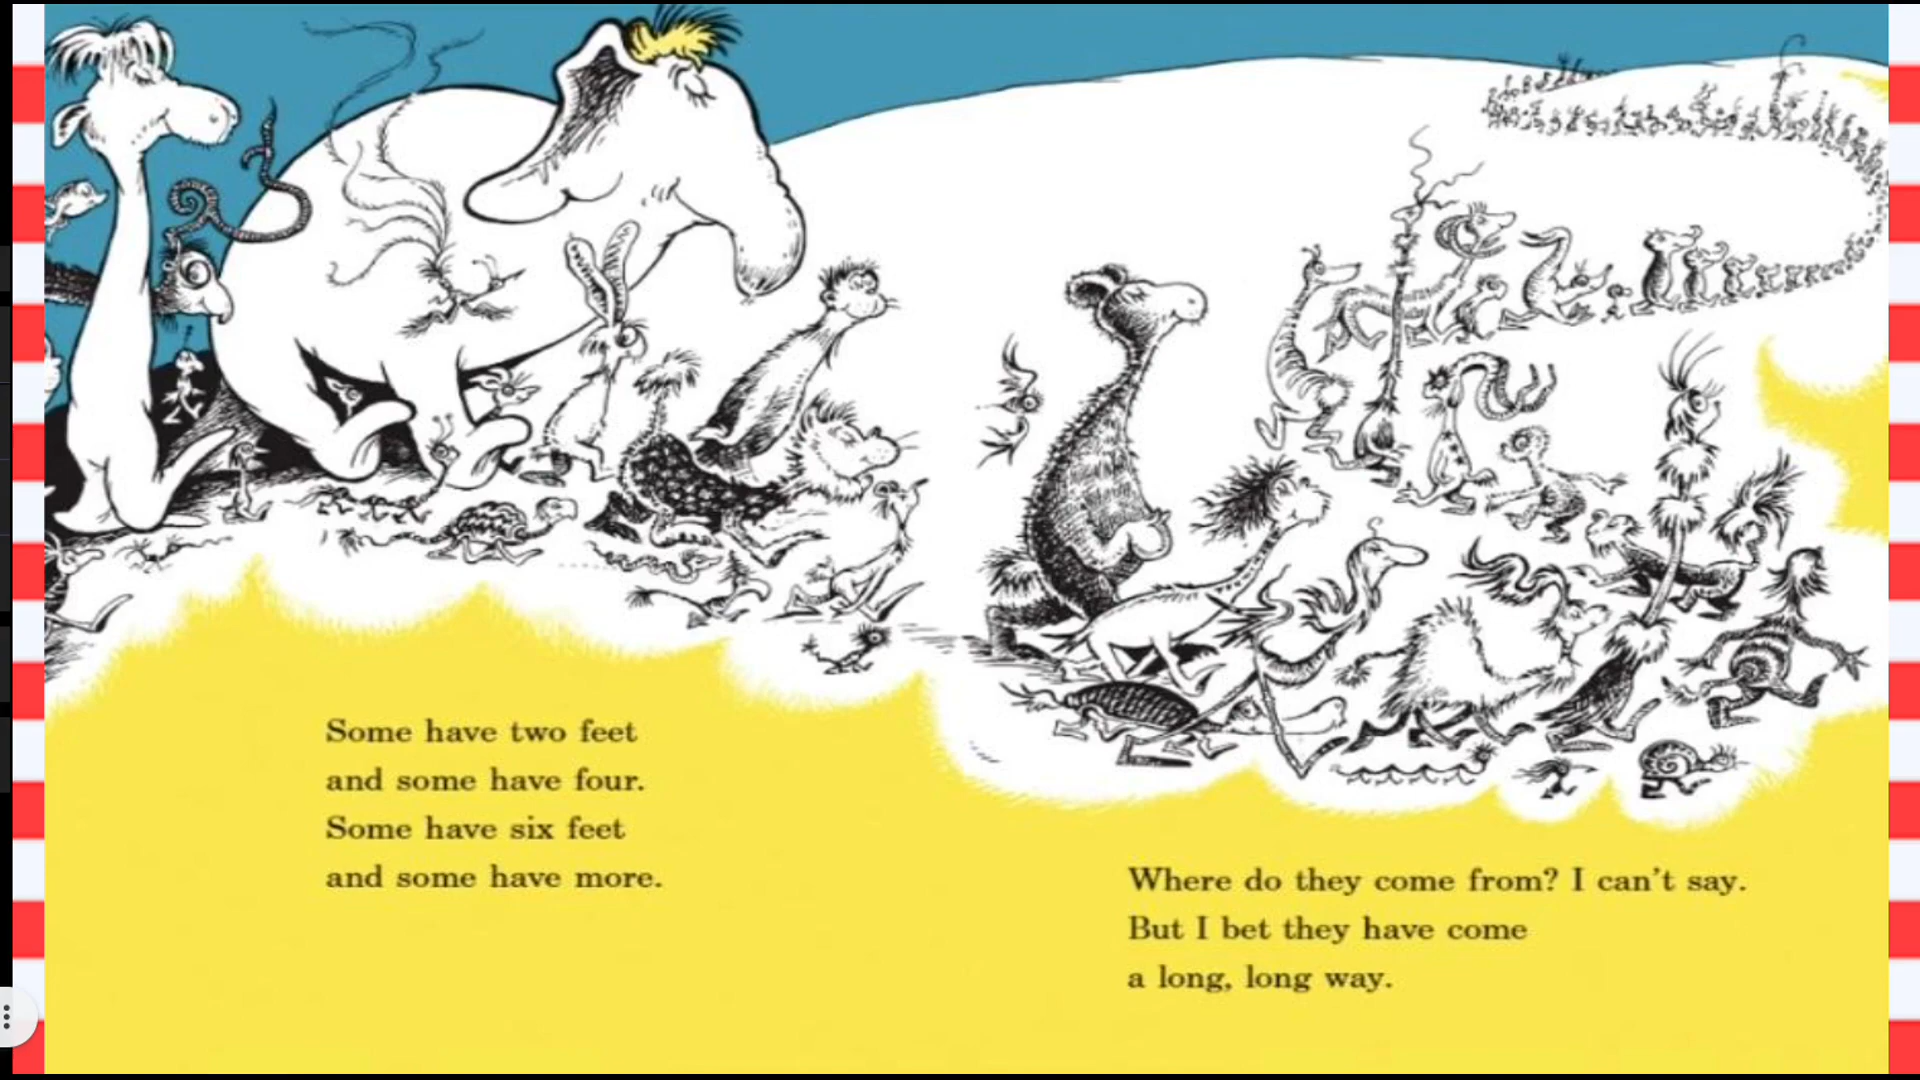 Some have two feet
and some have four.
Some have six feet
and some have more.
Where do they come from? I can't say.
But I bet they have come
a long, long way.